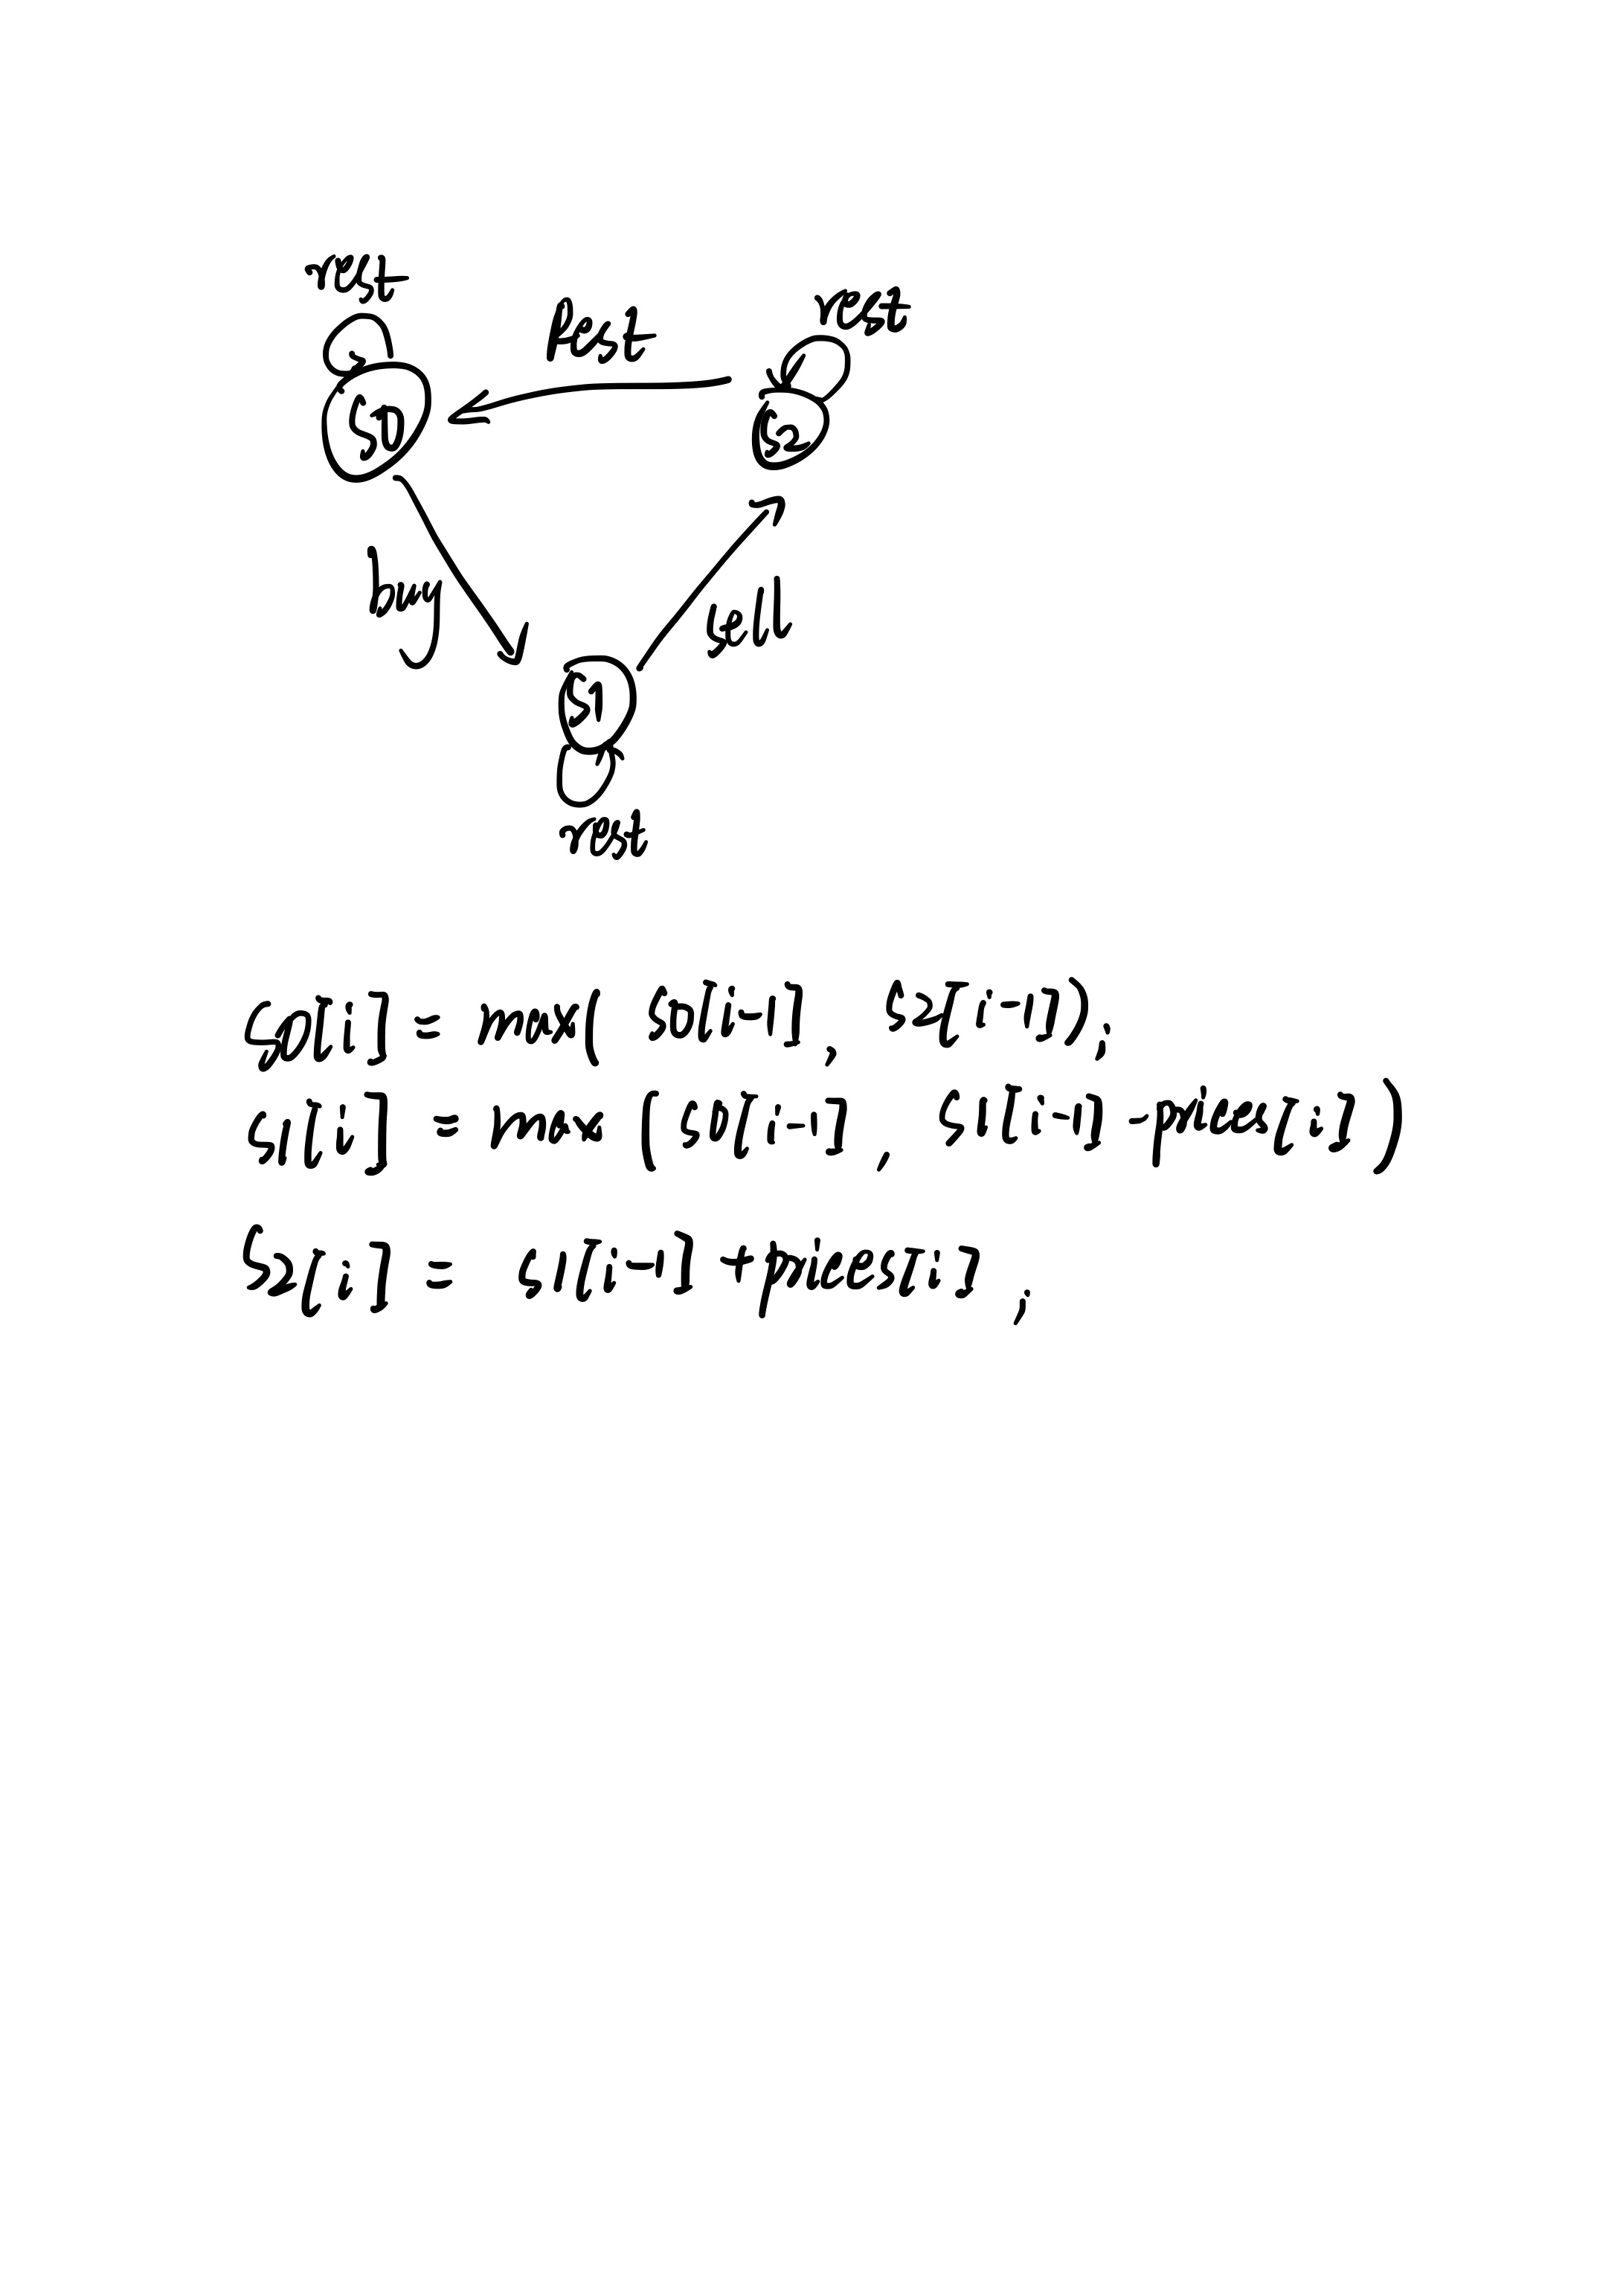 rest
rest
Rest
S0
S2
buy
sell
S1
rest
S0[i] = max( S0[i-1], S2[i-1]);
S1[i] = max (S0[i-1], S1[i-1] -prices[i])
S2[i] = S1[i-1] +prices[i] ;